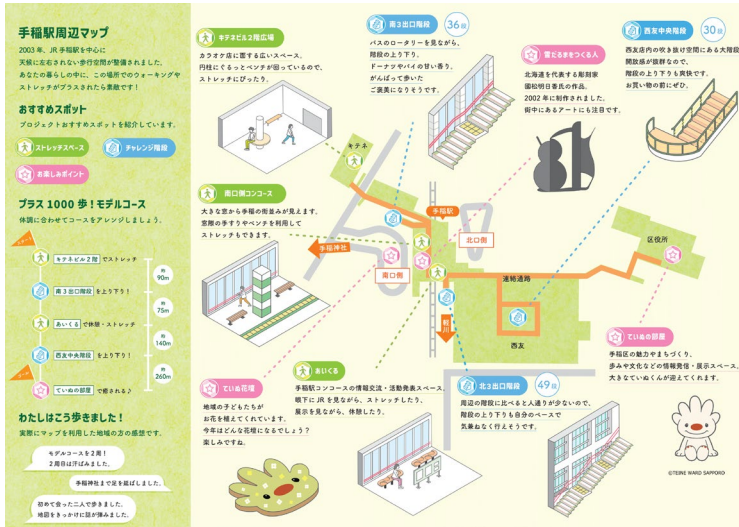 手稲駅周辺マップ
2003年、JR手稲駅を中心に
天候に左右されない歩行空間が整備されました。
あなたの暮らしの中に、この場所でのウォーキングや
ストレッチがプラスされたら素敵です！
おすすめスポット
プロジェクトおすすめスポットを紹介しています。
ストレッチスペース
チャレンジ階段
お楽しみポイント
プラス1000歩！モデルコース
体調に合わせてコースをアレンジしましょう。
スタート
キテネビル2階でストレッチ
約90m
南3出口階段を上り下り！
約75m
あいくるで休憩・ストレッチ
約140m
西友中央階段を上り下り！
約260m
ゴール
ていぬの部屋で癒される♪
わたしはこう歩きました！
実際にマップを利用した地域の方の感想です。
モデルコースを2周！
2周目は汗ばみました。
手稲神社まで足を延ばしました。
初めて会った二人で歩きました。
地図をきっかけに話が弾みました。
キテネビル2階広場
カラオケ店に面する広いスペース。
円柱にぐるっとベンチが回っているので、
ストレッチにぴったり。
南3出口階段
36段
バスのロータリーを見ながら、
階段の上り下り。
ドーナツやパイの甘い香り、
がんばって歩いた
ご褒美になりそうです。
雪だるまをつくる人
北海道を代表する彫刻家
國松明日香氏の作品。
2002年に制作されました。
街中にあるアートにも注目です。
西友中央階段
30段
西友店内の吹き抜け空間にある大階段。
開放感が抜群なので、
階段の上り下りも爽快です。
お買い物の前にぜひ。
南口側コンコース
大きな窓から手稲の街並みが見えます。
窓際の手すりやベンチを利用して
ストレッチもできます。
キテネ
手稲駅
手稲神社
南口側
北口側
連絡通路
区役所
軽川
西友
ていぬの部屋
手稲区の魅力やまちづくり、
歩みや文化などの情報発信・展示スペース。
大きなていぬくんが迎えてくれます。
ていぬ花壇
地域の子どもたちが
お花を植えてくれています。
今年はどんな花壇になるでしょう？
楽しみですね。
あいくる
手稲駅コンコースの情報交流・活動発表スペース。
眼下にJRを見ながら、ストレッチしたり、
展示を見ながら、休憩したり。
北3出口階段
49段
周辺の階段に比べると人通りが少ないので、
階段の上り下りも自分のペースで
気兼ねなく行えそうです。
©TEINE WARD SAPPORO